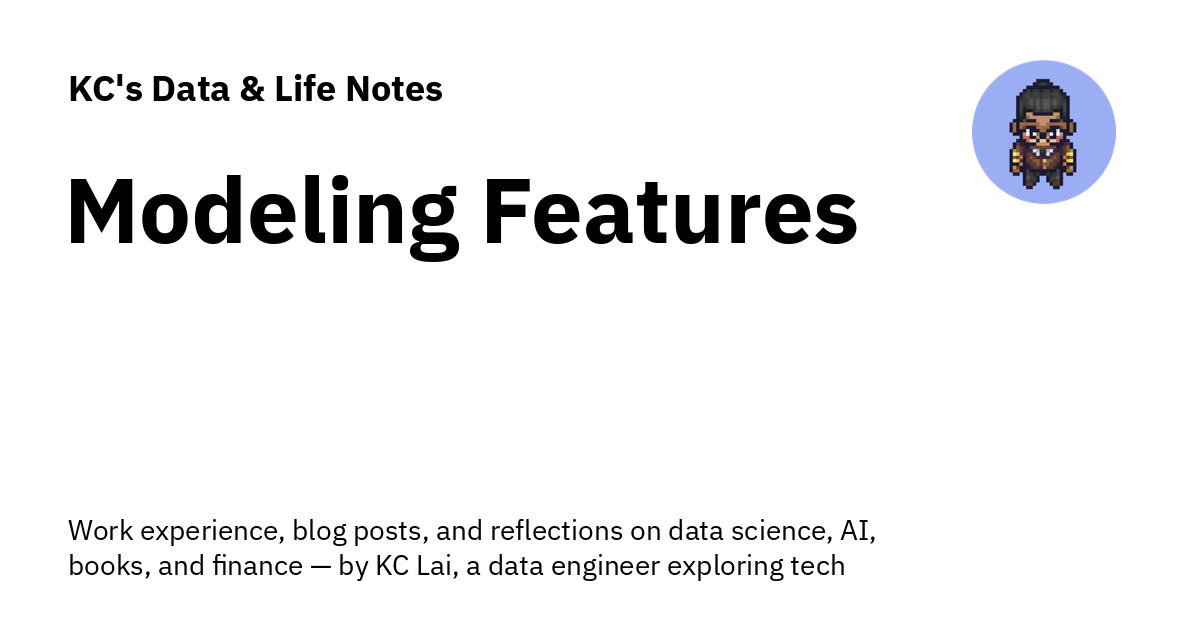 KC's Data & Life Notes
Modeling Features
Work experience, blog posts, and reflections on data science, AI,
books, and finance — by KC Lai, a data engineer exploring tech